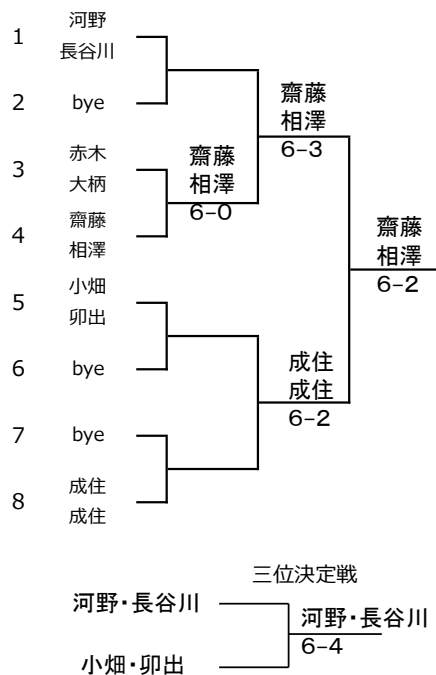 1
河野
長谷川
2
bye
3
赤木
大柄
4
齋藤
相澤
5
小畑
卯出
6
bye
7
bye
8
成住
成住
齋藤
相澤
6-0
齋藤
相澤
6-3
成住
成住
6-2
齋藤
相澤
6-2
三位決定戦
河野・長谷川
小畑・卯出
河野・長谷川
6-4